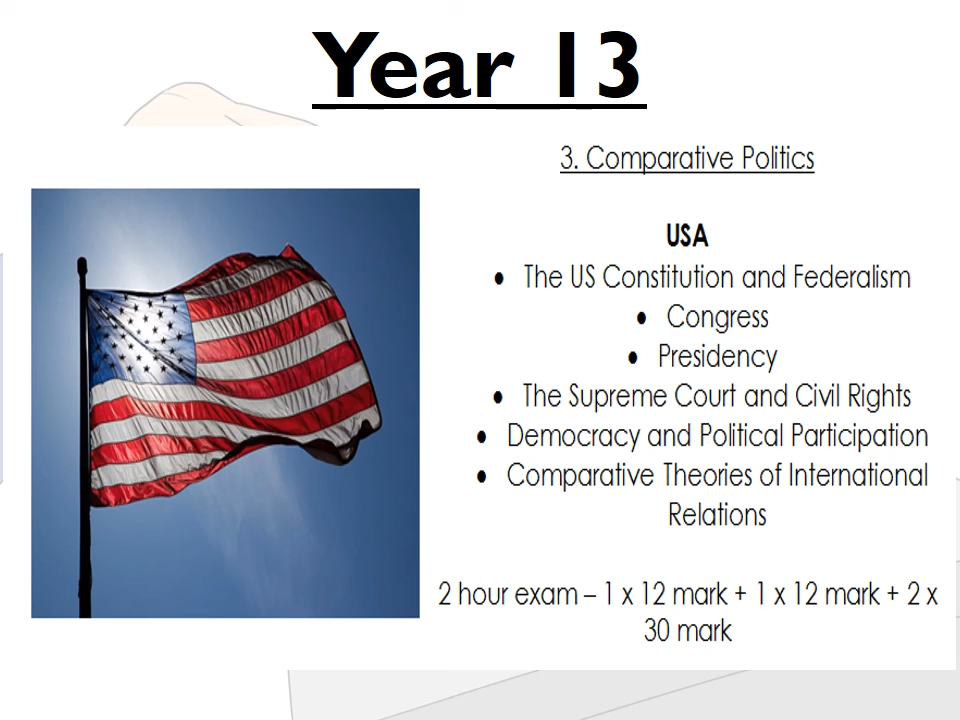 Year 13
3. Comparative Politics
USA
• The US Constitution and Federalism
• Congress
• Presidency
• The Supreme Court and Civil Rights
• Democracy and Political Participation
• Comparative Theories of International
Relations
2 hour exam – 1 x 12 mark + 1 x 12 mark + 2 x
30 mark